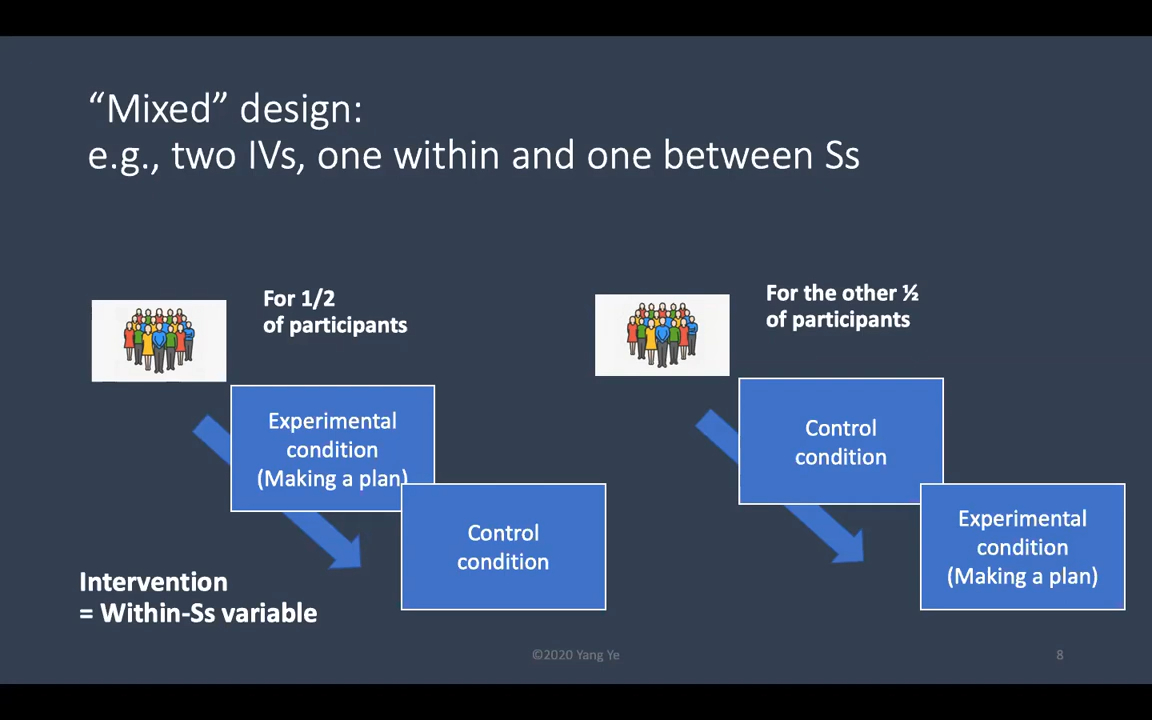 “Mixed” design:
e.g., two IVs, one within and one between Ss
For 1/2
of participants
Experimental
condition
(Making a plan)
Control
condition
For the other ½
of participants
Control
condition
Experimental
condition
(Making a plan)
Intervention
= Within-Ss variable
©2020 Yang Ye
8